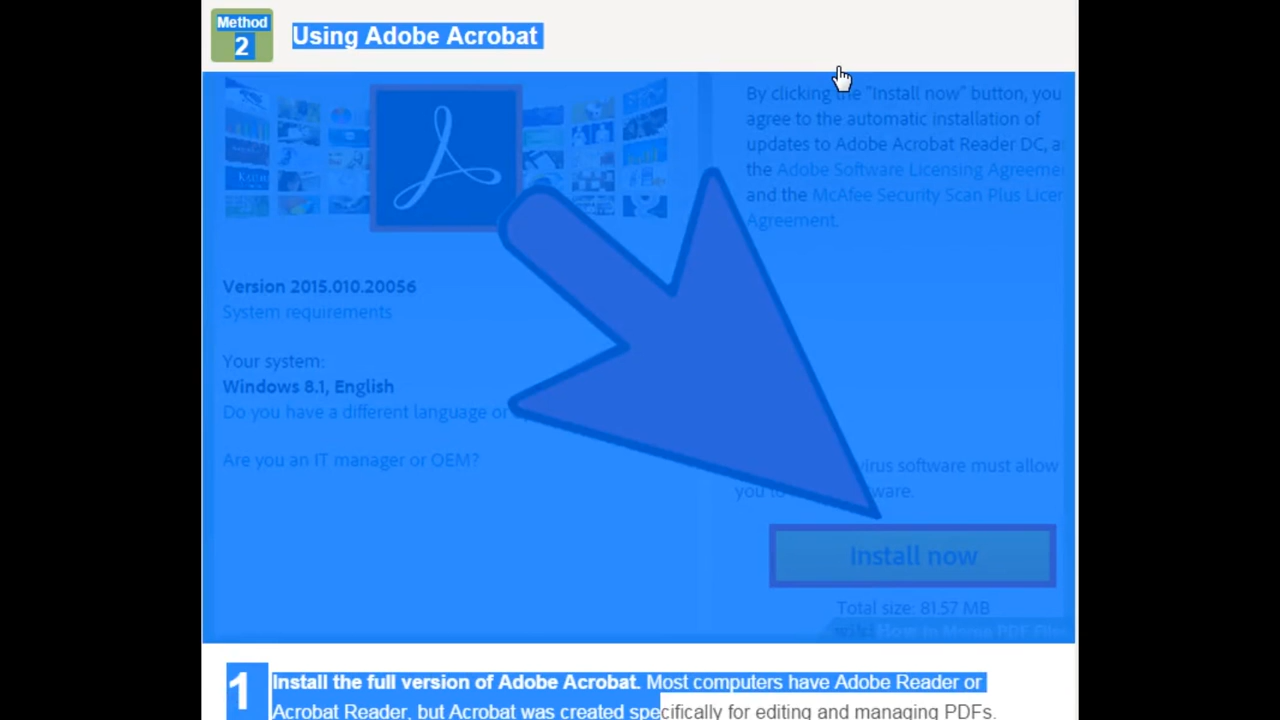 Method
2
Using Adobe Acrobat
By clicking the "Install now" button, you
agree to the automatic installation of
updates to Adobe Acrobat Reader DC,
the Adobe Software Licensing
and the McAfee Security Scan Plus
Agreement.
Version 2015.010.20056
System requirements
Your system:
Windows 8.1, English
Do you have a different language or
Are you an IT manager or OEM?
software must allow
you
Install now
Total size: 81.57 MB
wiki How to Merge PDF Files
1
Install the full version of Adobe Acrobat. Most computers have Adobe Reader or
Acrobat Reader, but Acrobat was created specifically for editing and managing PDFs.